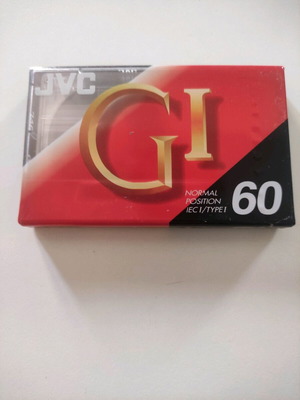 JVC
GI
NORMAL
POSITION
IEC I/TYPE I
60